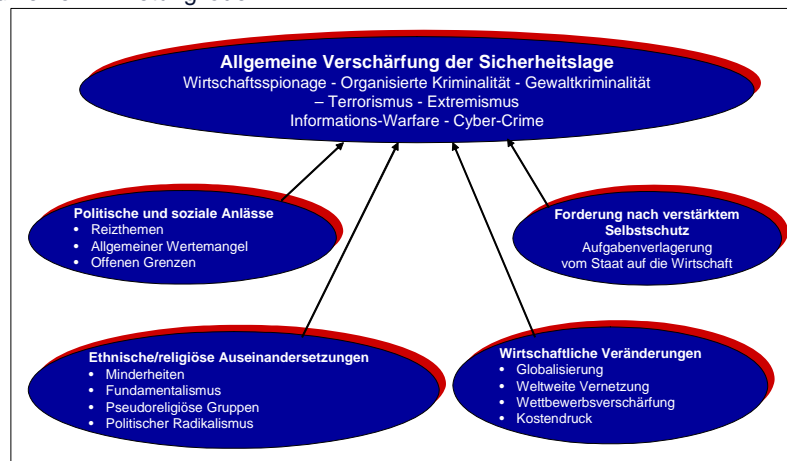 Allgemeine Verschärfung der Sicherheitslage
Wirtschaftsspionage - Organisierte Kriminalität - Gewaltkriminalität
– Terrorismus - Extremismus
Informations-Warfare - Cyber-Crime
Politische und soziale Anlässe
• Reizthemen
• Allgemeiner Wertemangel
• Offenen Grenzen
Forderung nach verstärktem
Selbstschutz
Aufgabenverlagerung
vom Staat auf die Wirtschaft
Ethnische/religiöse Auseinandersetzungen
• Minderheiten
• Fundamentalismus
• Pseudoreligiöse Gruppen
• Politischer Radikalismus
Wirtschaftliche Veränderungen
• Globalisierung
• Weltweite Vernetzung
• Wettbewerbsverschärfung
• Kostendruck